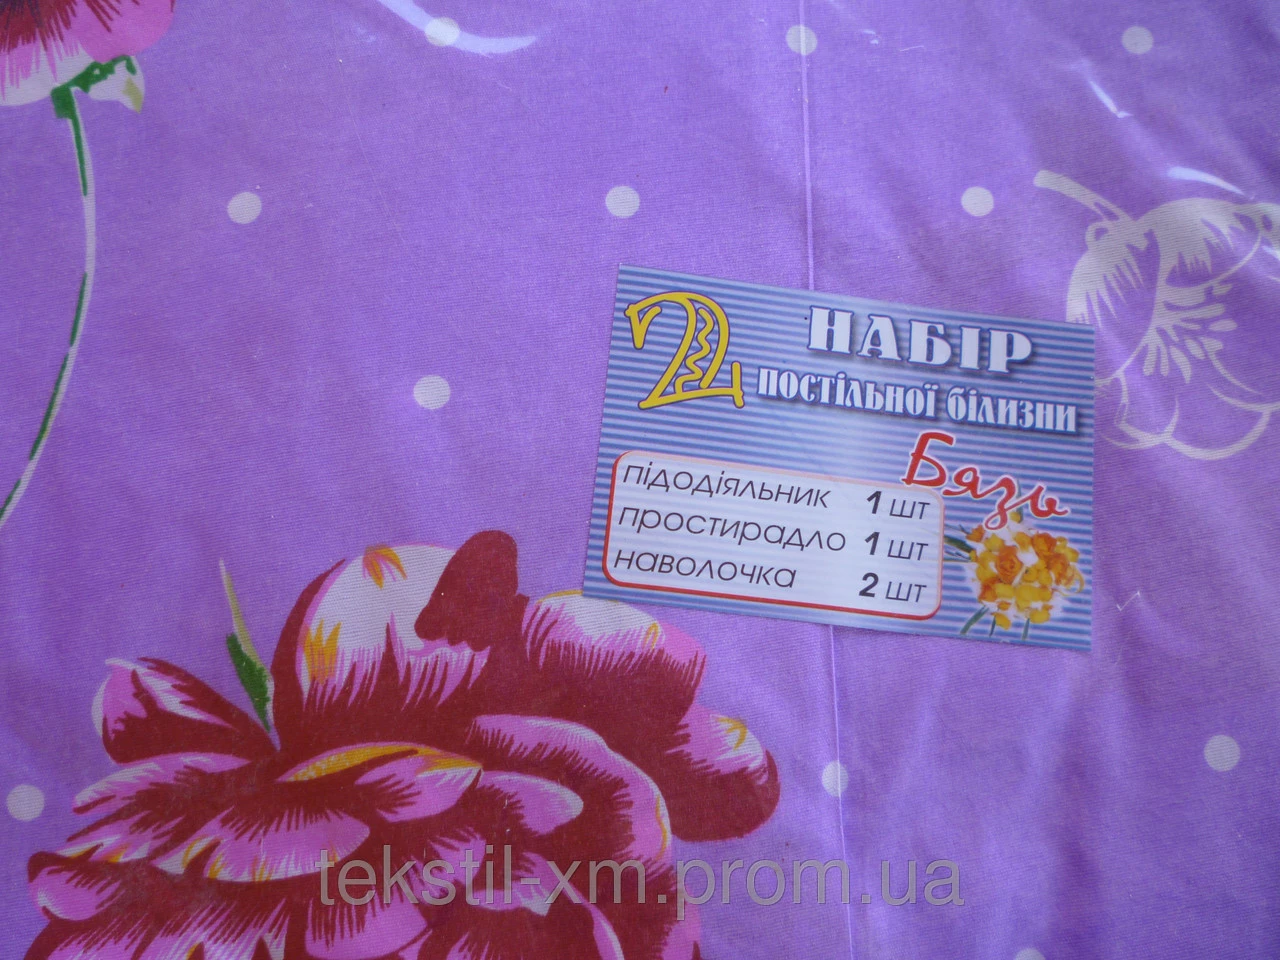 2 НАБІР
ПОСТІЛЬНОЇ БІЛИЗНИ
Бязь
ПІДОДІЯЛЬНИК 1 ШТ
ПРОСТИРАДЛО 1 ШТ
НАВОЛОЧКА 2 ШТ
tekstil-xm.prom.ua